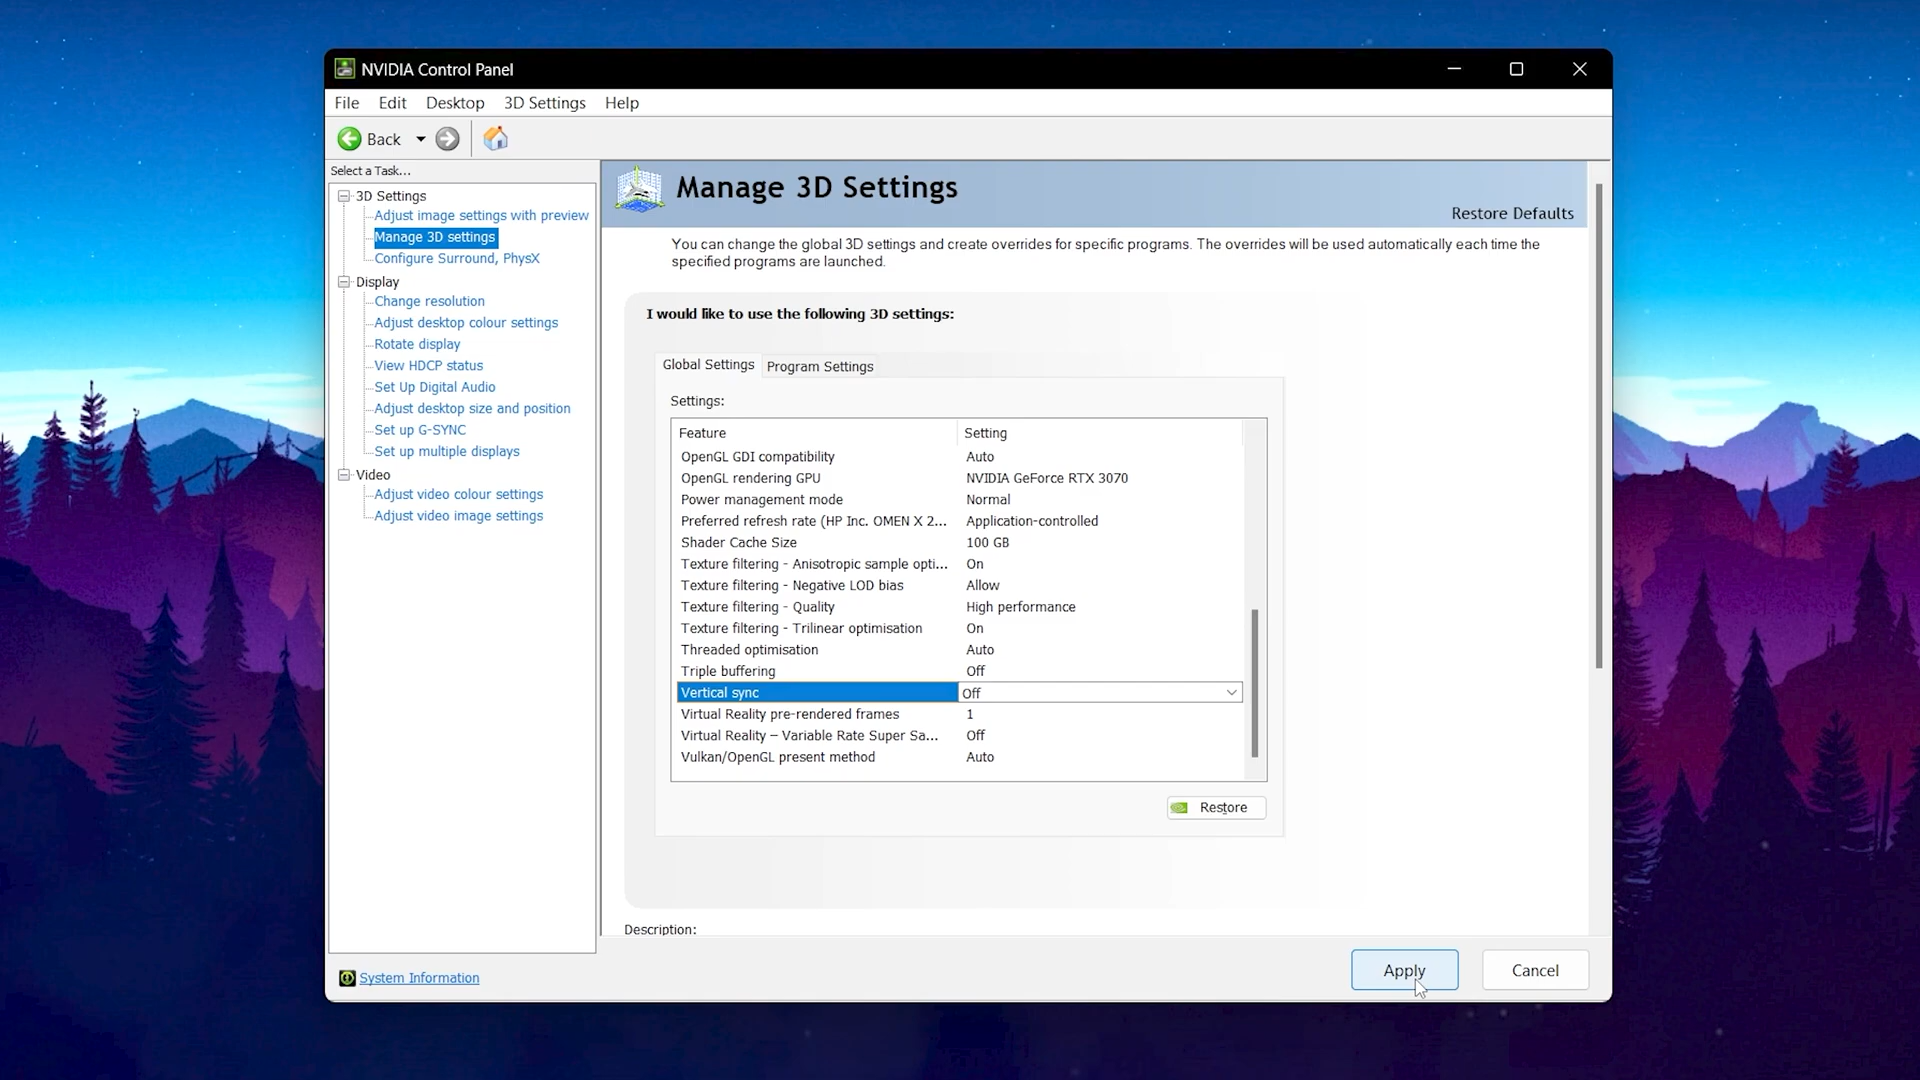 NVIDIA Control Panel
File Edit Desktop 3D Settings Help
Back
Select a Task...
3D Settings
Adjust image settings with preview
Manage 3D settings
Configure Surround, PhysX
Display
Change resolution
Adjust desktop colour settings
Rotate display
View HDCP status
Set Up Digital Audio
Adjust desktop size and position
Set up G-SYNC
Set up multiple displays
Video
Adjust video colour settings
Adjust video image settings
System Information
Manage 3D Settings
Restore Defaults
You can change the global 3D settings and create overrides for specific programs. The overrides will be used automatically each time the
specified programs are launched.
I would like to use the following 3D settings:
Global Settings Program Settings
Settings:
Feature Setting
OpenGL GDI compatibility Auto
OpenGL rendering GPU NVIDIA GeForce RTX 3070
Power management mode Normal
Preferred refresh rate (HP Inc. OMEN X 2... Application-controlled
Shader Cache Size 100 GB
Texture filtering - Anisotropic sample opti... On
Texture filtering - Negative LOD bias Allow
Texture filtering - Quality High performance
Texture filtering - Trilinear optimisation On
Threaded optimisation Auto
Triple buffering Off
Vertical sync Off
Virtual Reality pre-rendered frames 1
Virtual Reality – Variable Rate Super Sa... Off
Vulkan/OpenGL present method Auto
Restore
Description:
Apply Cancel